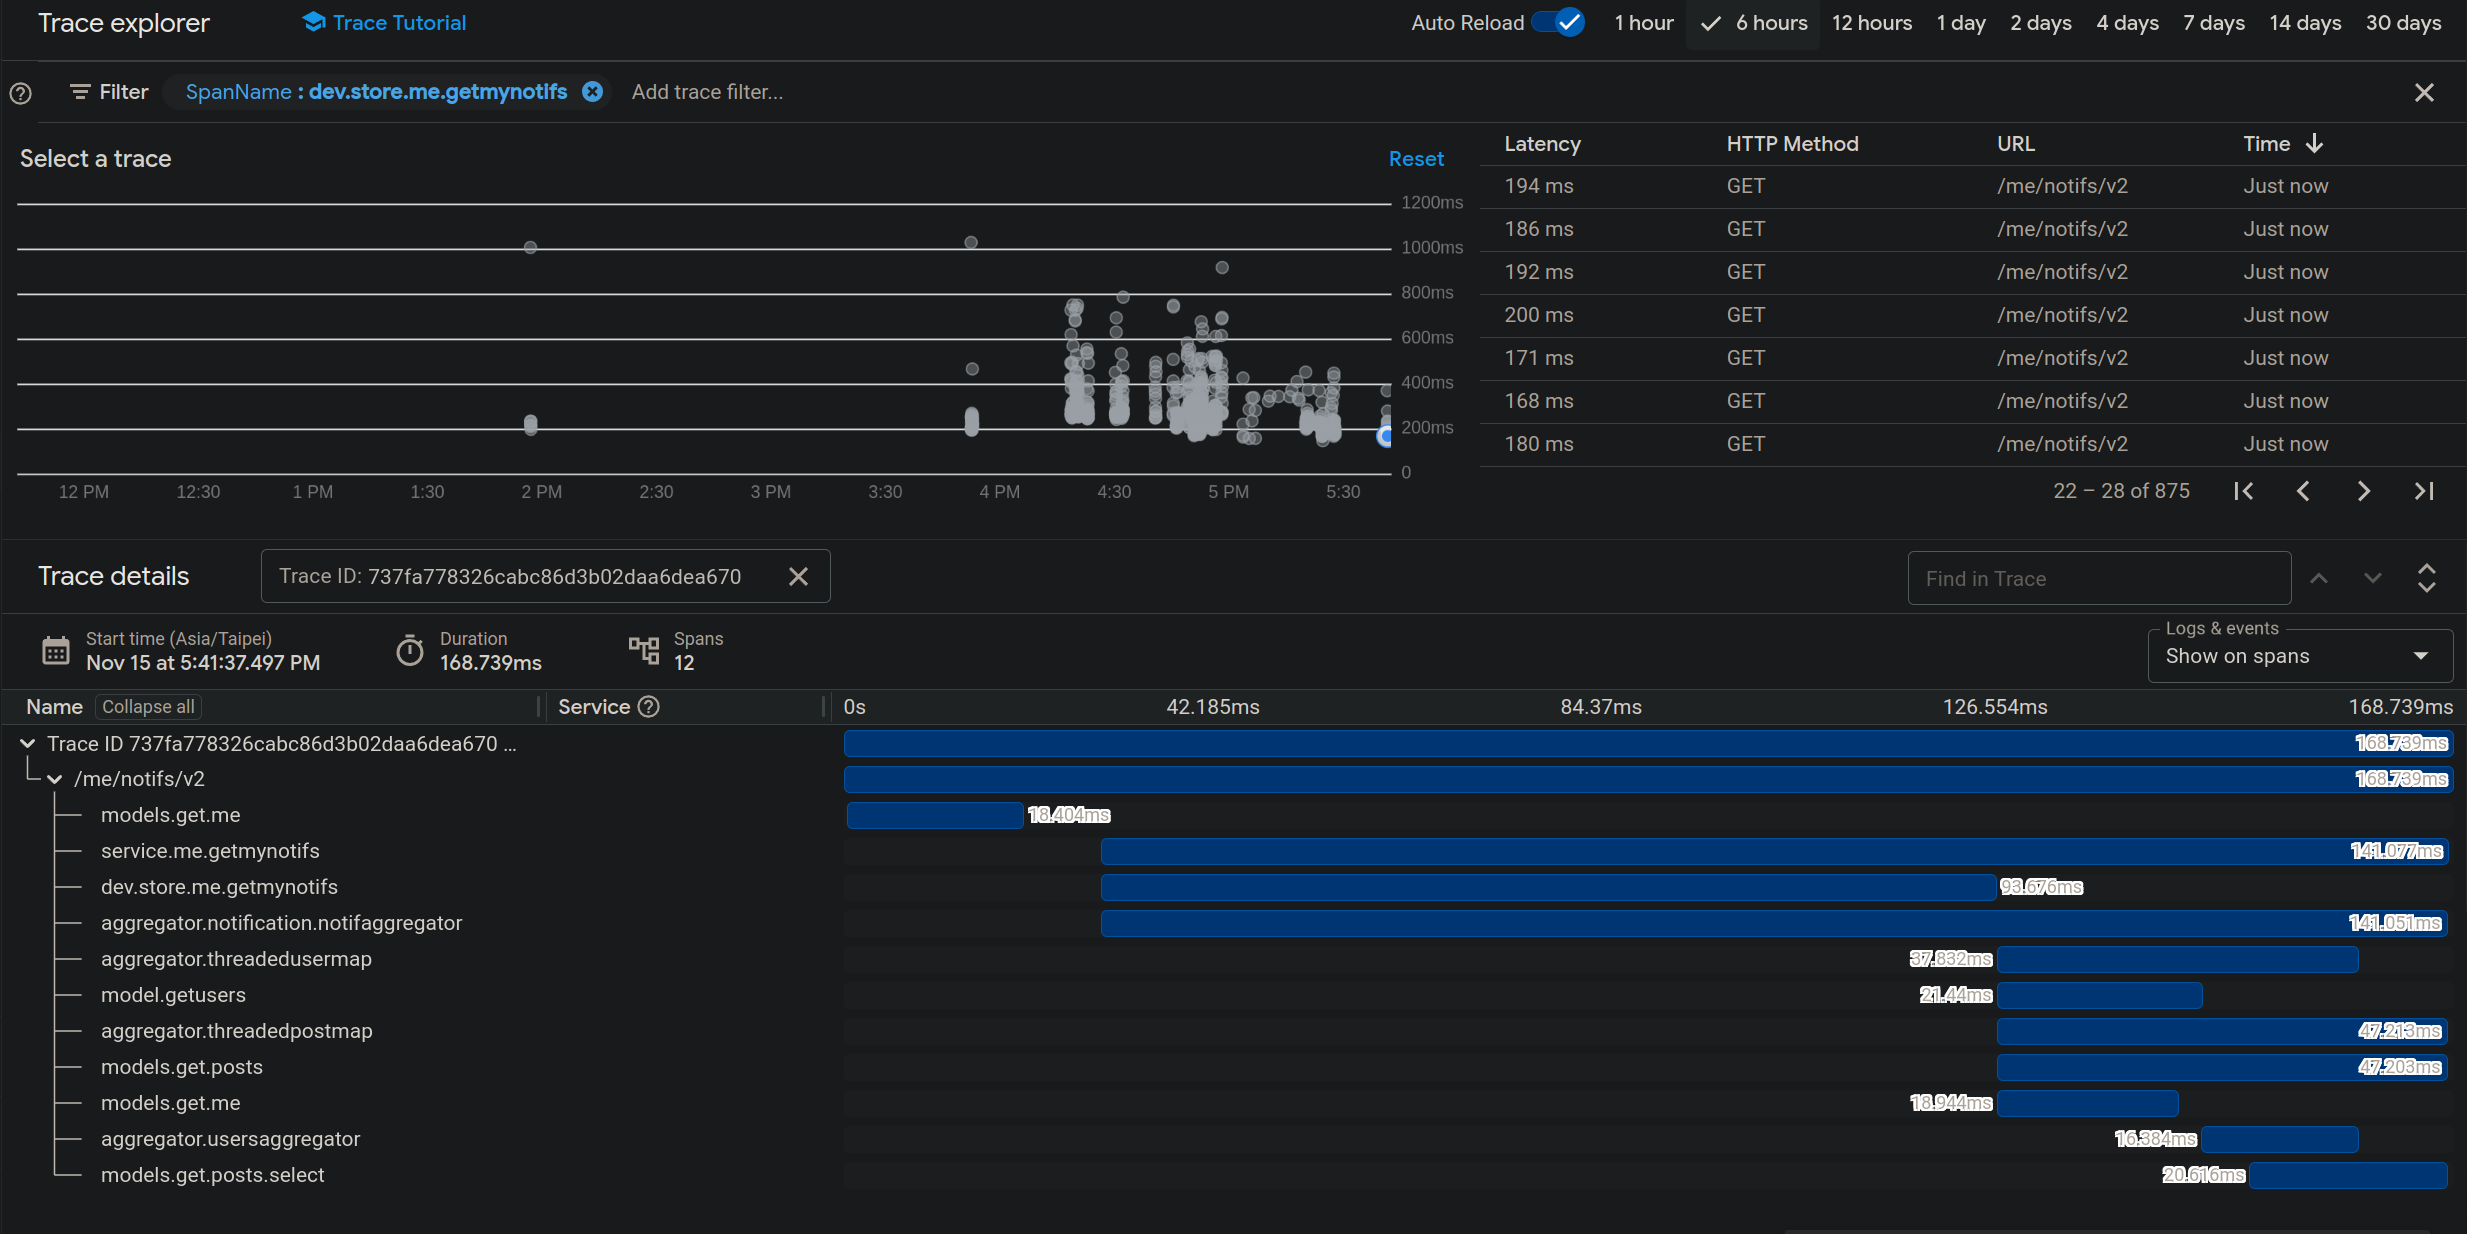 Trace explorer Trace Tutorial Auto Reload 1 hour 6 hours 12 hours 1 day 2 days 4 days 7 days 14 days 30 days
Filter SpanName : dev.store.me.getmynotifs Add trace filter...
Select a trace Reset
1200ms
1000ms
800ms
600ms
400ms
200ms
0
12 PM 12:30 1 PM 1:30 2 PM 2:30 3 PM 3:30 4 PM 4:30 5 PM 5:30
Latency HTTP Method URL Time
194 ms GET /me/notifs/v2 Just now
186 ms GET /me/notifs/v2 Just now
192 ms GET /me/notifs/v2 Just now
200 ms GET /me/notifs/v2 Just now
171 ms GET /me/notifs/v2 Just now
168 ms GET /me/notifs/v2 Just now
180 ms GET /me/notifs/v2 Just now
22 – 28 of 875
Trace details Trace ID: 737fa778326cabc86d3b02daa6dea670 Find in Trace
Start time (Asia/Taipei) Duration Spans Logs & events
Nov 15 at 5:41:37.497 PM 168.739ms 12 Show on spans
Name Collapse all Service 0s 42.185ms 84.37ms 126.554ms 168.739ms
Trace ID 737fa778326cabc86d3b02daa6dea670 ... 168.739ms
/me/notifs/v2 168.739ms
models.get.me 18.404ms
service.me.getmynotifs 141.077ms
dev.store.me.getmynotifs 93.676ms
aggregator.notification.notifaggregator 141.051ms
aggregator.threadedusermap 37.832ms
model.getusers 21.44ms
aggregator.threadedpostmap 47.213ms
models.get.posts 47.203ms
models.get.me 18.944ms
aggregator.usersaggregator 16.384ms
models.get.posts.select 20.616ms